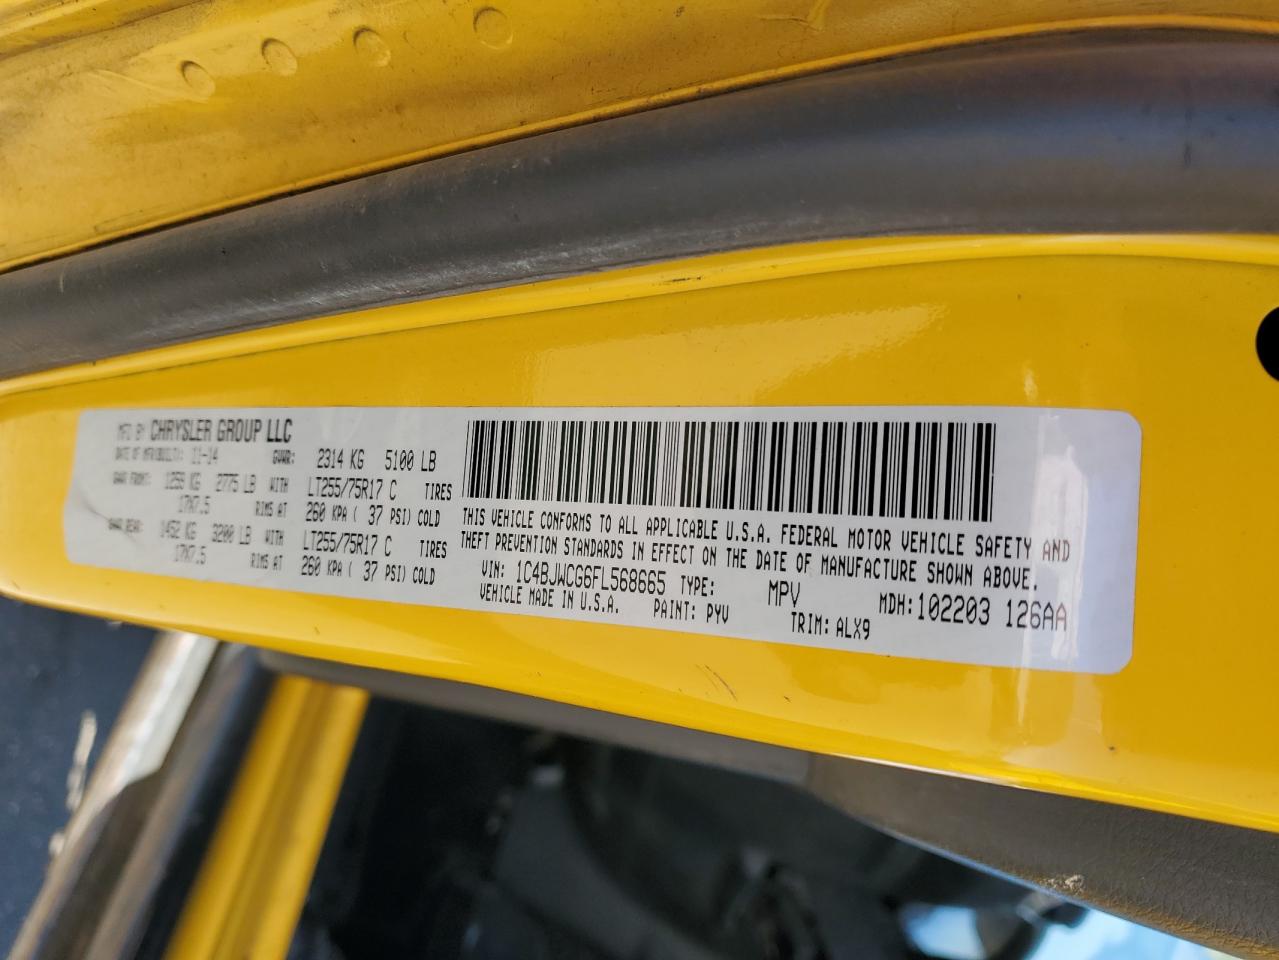 MFD BY CHRYSLER GROUP LLC
DATE OF MFR(BUILT): 11-14 GVWR: 2314 KG 5100 LB
GAWR FRONT: 1259 KG 2775 LB WITH LT255/75R17 C TIRES
17X7.5 RIMS AT 260 KPA ( 37 PSI) COLD
GAWR REAR: 1452 KG 3200 LB WITH LT255/75R17 C TIRES
17X7.5 RIMS AT 260 KPA ( 37 PSI) COLD
THIS VEHICLE CONFORMS TO ALL APPLICABLE U.S.A. FEDERAL MOTOR VEHICLE SAFETY AND
THEFT PREVENTION STANDARDS IN EFFECT ON THE DATE OF MANUFACTURE SHOWN ABOVE.
VIN: 1C4BJWCG6FL568665 TYPE: MPV MDH:102203 126AA
VEHICLE MADE IN U.S.A. PAINT: PYV TRIM: ALX9